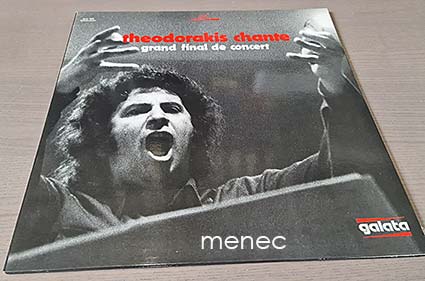 theodorakis chante
grand final de concert
galata
menec